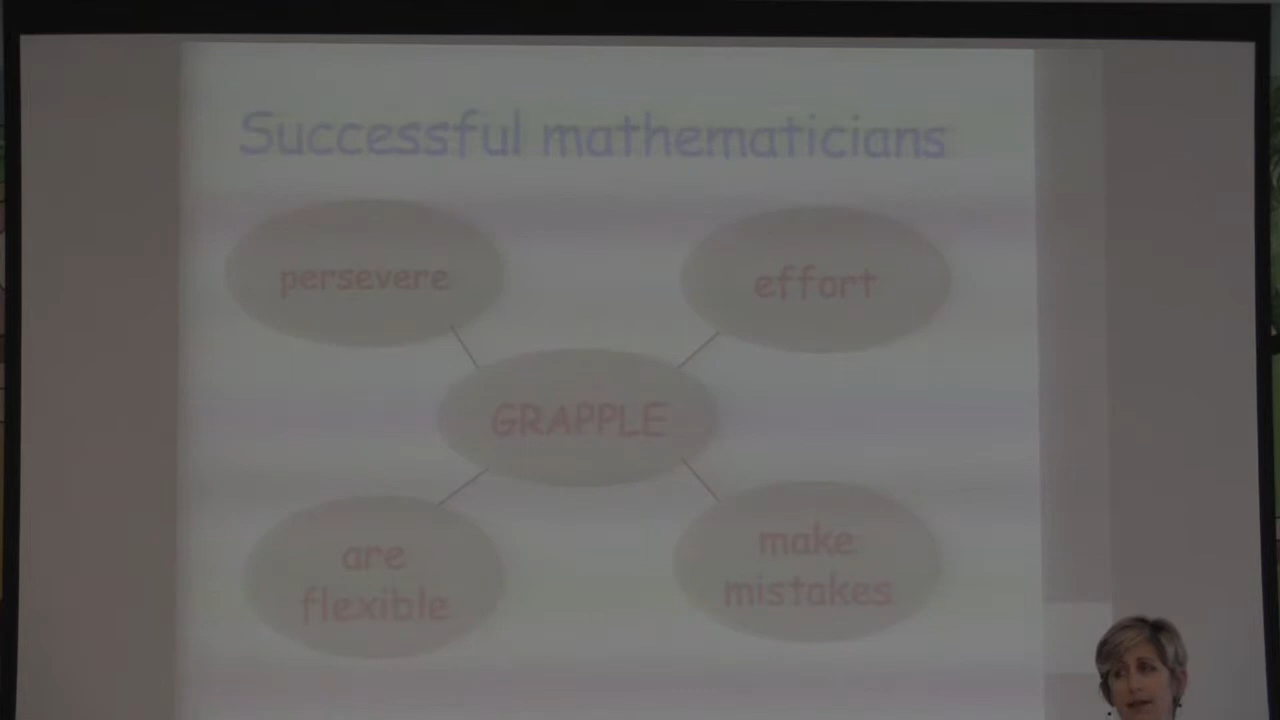 Successful mathematicians
persevere
effort
GRAPPLE
are
flexible
make
mistakes